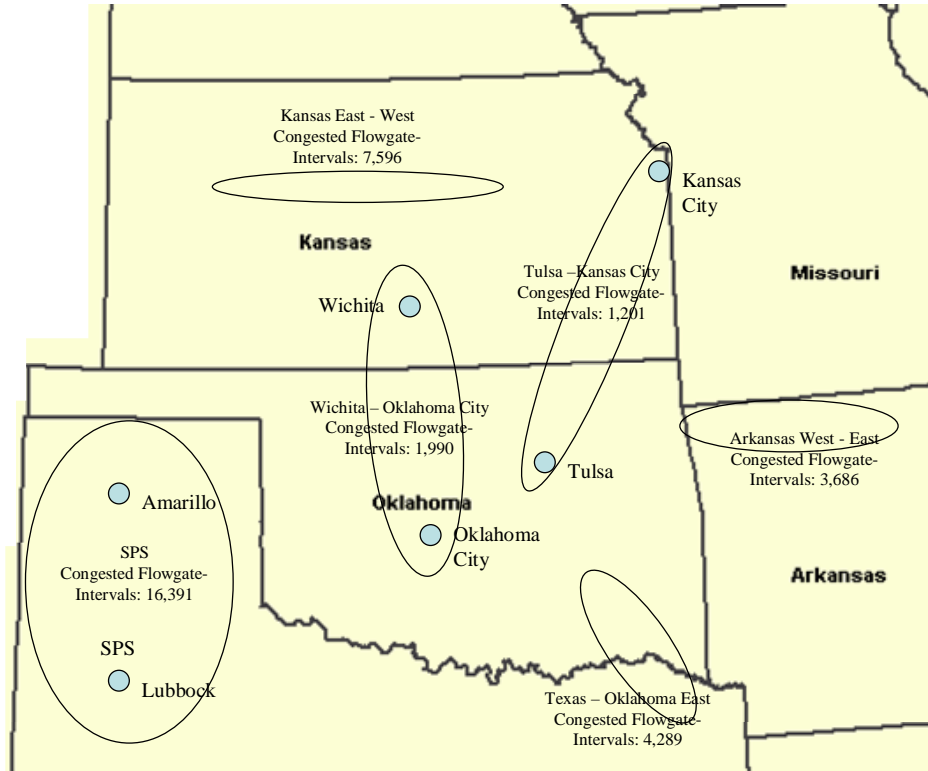 Kansas East - West
Congested Flowgate-
Intervals: 7,596
Kansas
City
Kansas
Tulsa –Kansas City
Congested Flowgate-
Intervals: 1,201
Missouri
Wichita
Wichita – Oklahoma City
Congested Flowgate-
Intervals: 1,990
Arkansas West - East
Congested Flowgate-
Intervals: 3,686
Tulsa
Amarillo
Oklahoma
Oklahoma
City
SPS
Congested Flowgate-
Intervals: 16,391
Arkansas
SPS
Lubbock
Texas – Oklahoma East
Congested Flowgate-
Intervals: 4,289